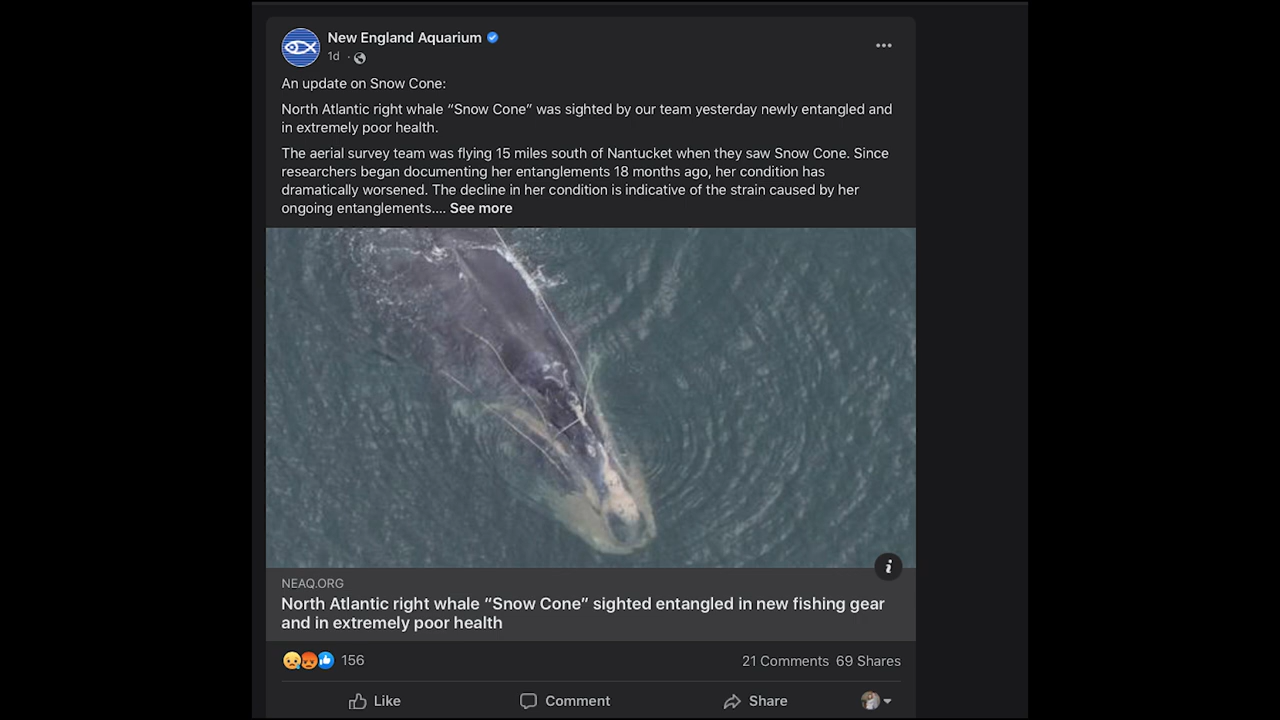 New England Aquarium
1d ·
An update on Snow Cone:
North Atlantic right whale “Snow Cone” was sighted by our team yesterday newly entangled and
in extremely poor health.
The aerial survey team was flying 15 miles south of Nantucket when they saw Snow Cone. Since
researchers began documenting her entanglements 18 months ago, her condition has
dramatically worsened. The decline in her condition is indicative of the strain caused by her
ongoing entanglements.... See more
i
NEAQ.ORG
North Atlantic right whale “Snow Cone” sighted entangled in new fishing gear
and in extremely poor health
156 21 Comments 69 Shares
Like Comment Share